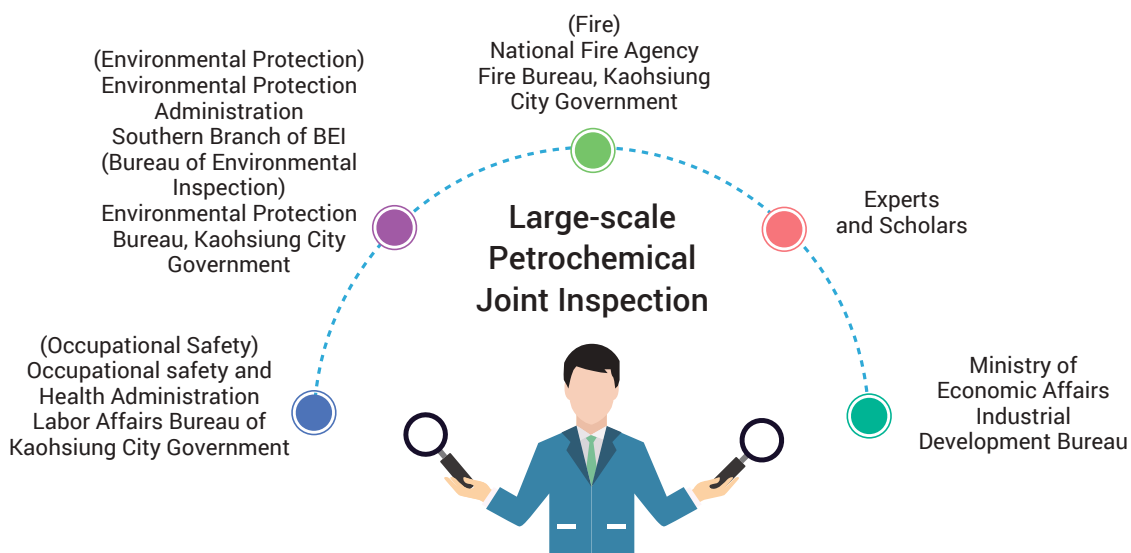 (Fire)
National Fire Agency
Fire Bureau, Kaohsiung
City Government
(Environmental Protection)
Environmental Protection
Administration
Southern Branch of BEI
(Bureau of Environmental
Inspection)
Environmental Protection
Bureau, Kaohsiung City
Government
Experts
and Scholars
Large-scale
Petrochemical
Joint Inspection
(Occupational Safety)
Occupational safety and
Health Administration
Labor Affairs Bureau of
Kaohsiung City Government
Ministry of
Economic Affairs
Industrial
Development Bureau